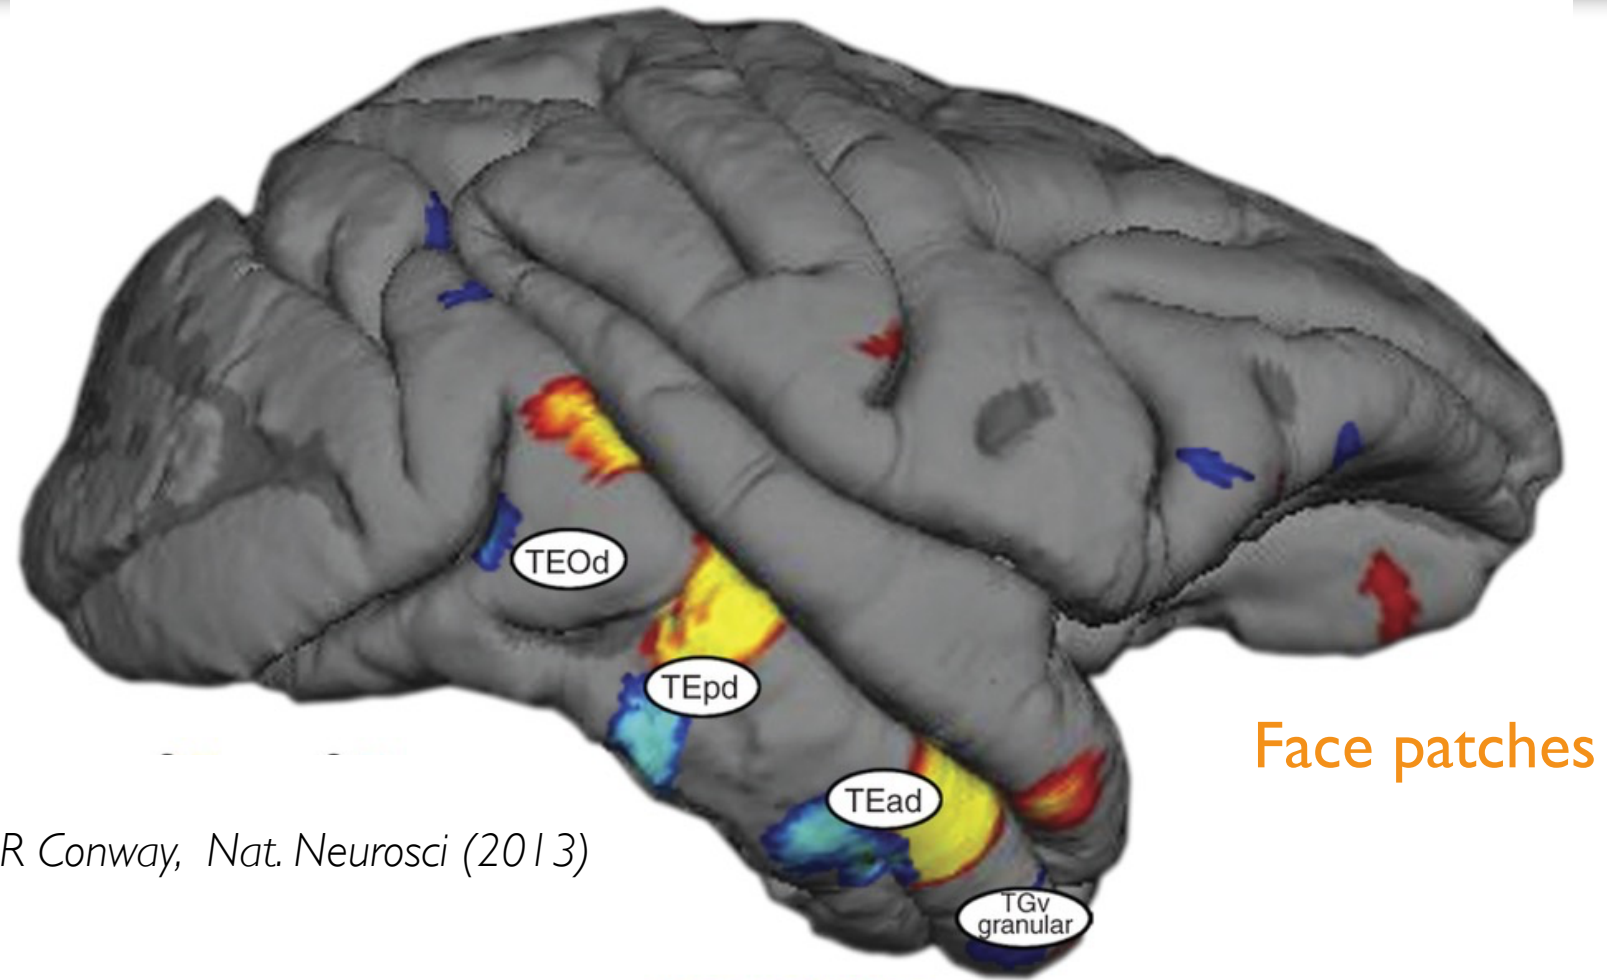 TEOd
TEpd
Face patches
TEad
R Conway, Nat. Neurosci (2013)
TGv
granular